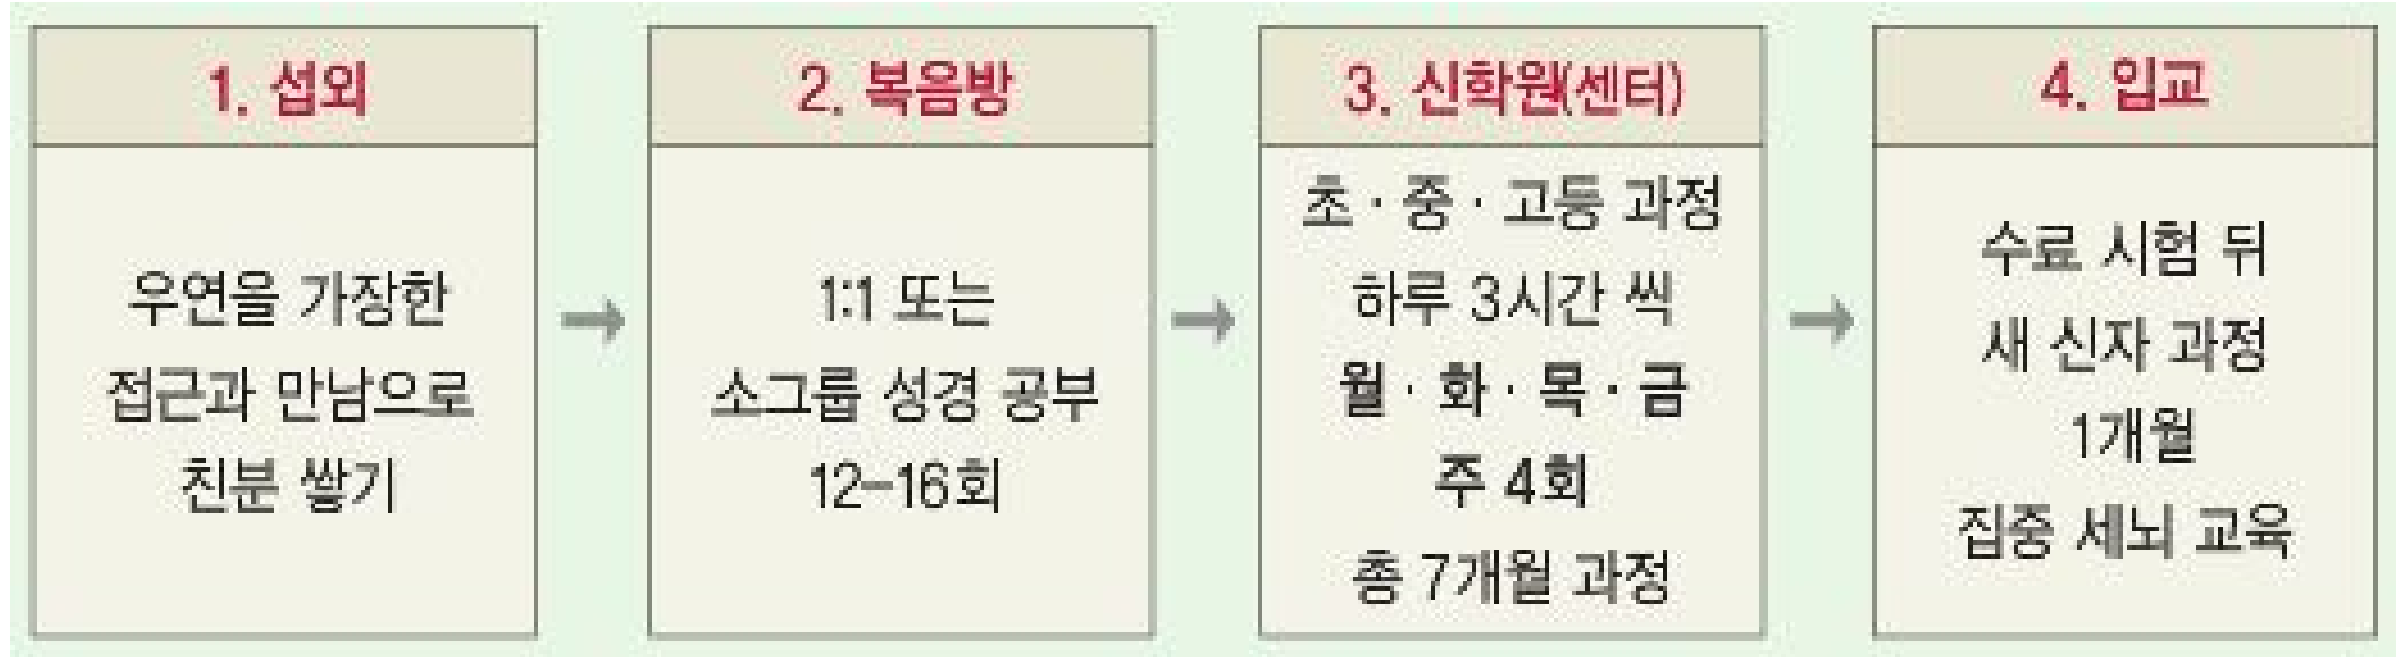 1. 섭외
우연을 가장한
접근과 만남으로
친분 쌓기
2. 복음방
1:1 또는
소그룹 성경 공부
12-16회
3. 신학원(센터)
초·중·고등 과정
하루 3시간 씩
월·화·목·금
주 4회
총 7개월 과정
4. 입교
수료 시험 뒤
새 신자 과정
1개월
집중 세뇌 교육